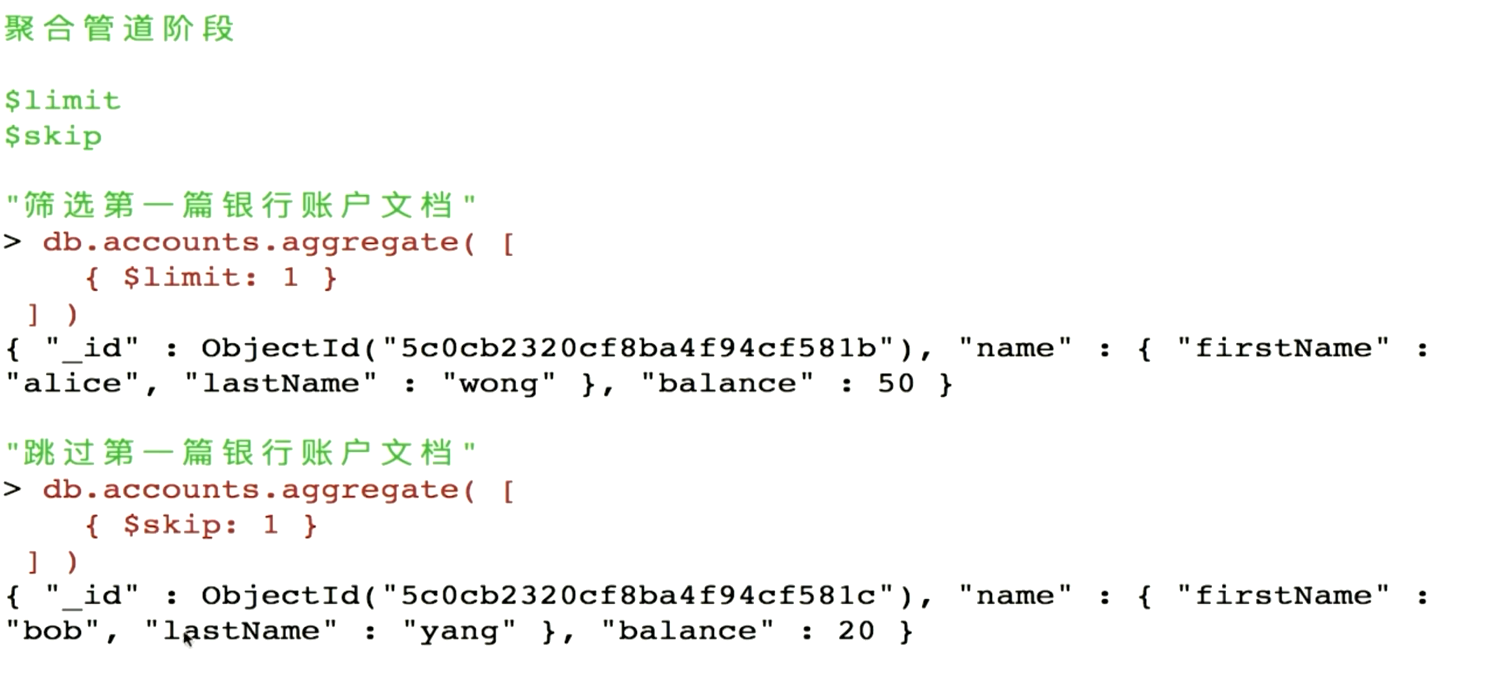 聚合管道阶段
$limit
$skip
"筛选第一篇银行账户文档"
> db.accounts.aggregate( [
{ $limit: 1 }
] )
{ "_id" : ObjectId("5c0cb2320cf8ba4f94cf581b"), "name" : { "firstName" :
"alice", "lastName" : "wong" }, "balance" : 50 }
"跳过第一篇银行账户文档"
> db.accounts.aggregate( [
{ $skip: 1 }
] )
{ "_id" : ObjectId("5c0cb2320cf8ba4f94cf581c"), "name" : { "firstName" :
"bob", "lastName" : "yang" }, "balance" : 20 }